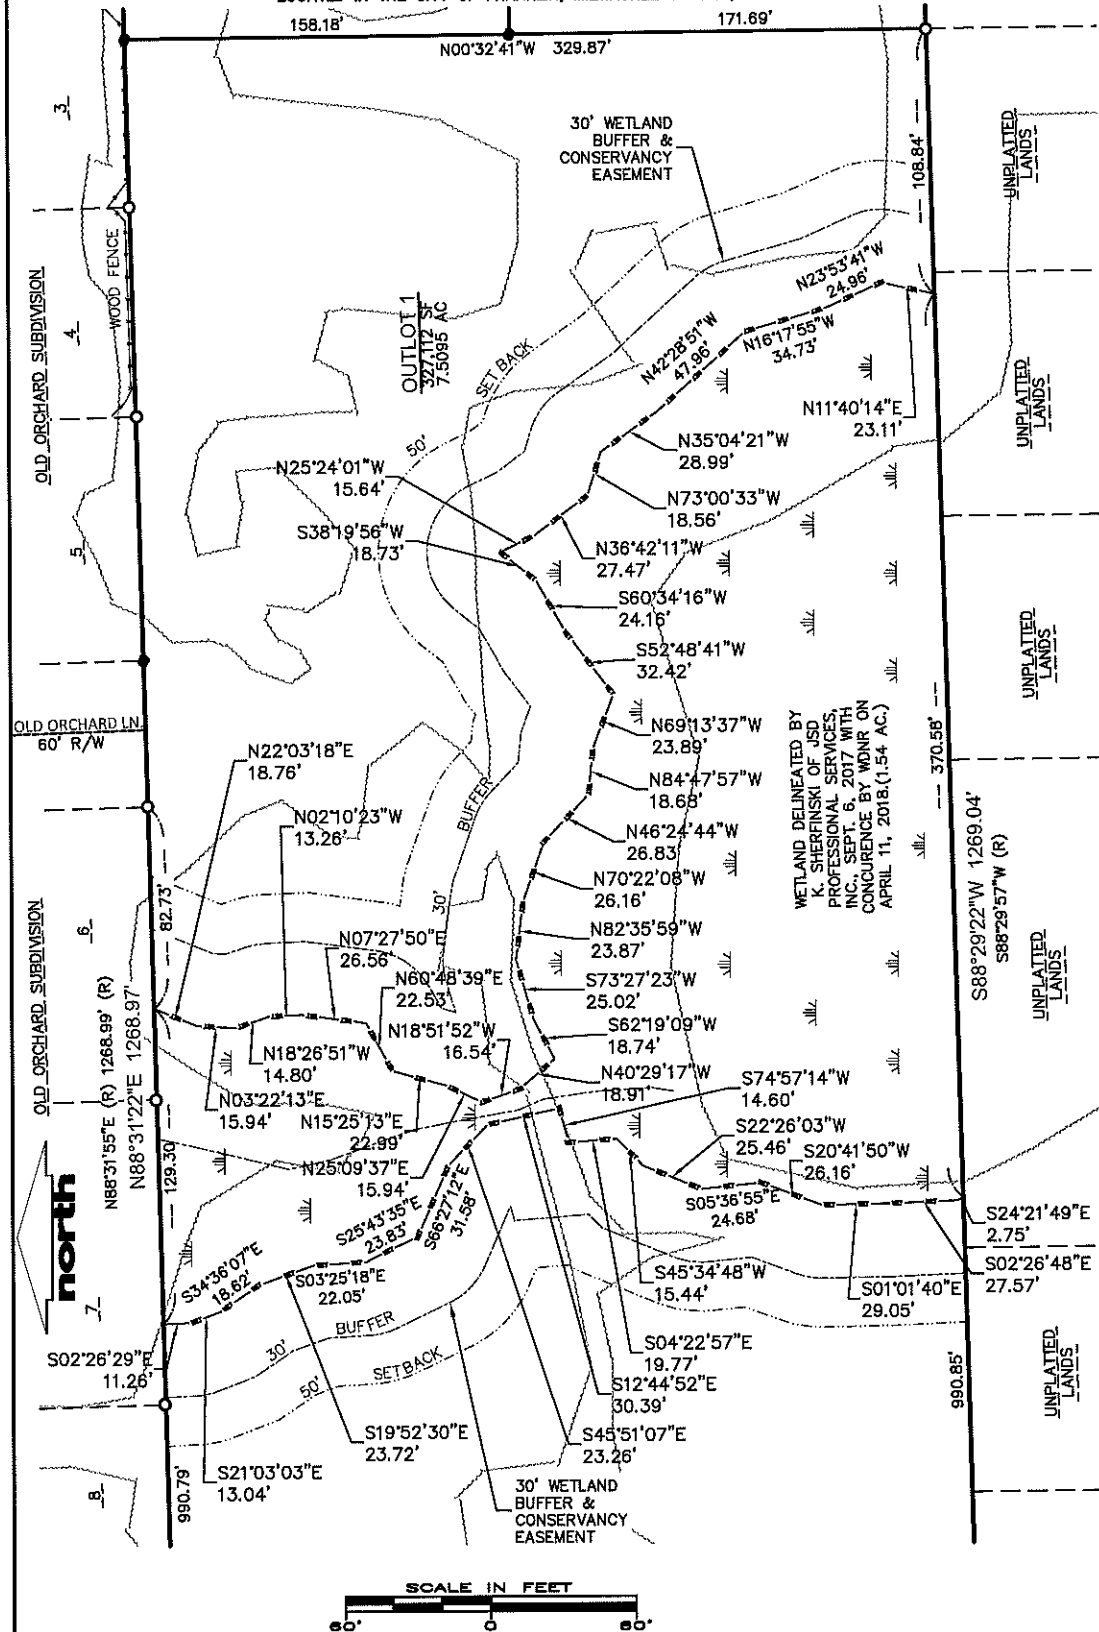 158.18'
171.69'
N00°32'41"W 329.87'
3
30' WETLAND
BUFFER &
CONSERVANCY
EASEMENT
108.84'
UNPLATTED
LANDS
WOOD FENCE
OLD ORCHARD SUBDIVISION
4
OUTLOT 1
327,112 SF
7.5095 AC
SETBACK
50'
N23°53'41"W
24.96'
N16°17'55"W
34.73'
N42°28'51"W
47.96'
N11°40'14"E
23.11'
UNPLATTED
LANDS
N35°04'21"W
28.99'
N25°24'01"W
15.64'
N73°00'33"W
18.56'
S38°19'56"W
18.73'
5
N36°42'11"W
27.47'
S60°34'16"W
24.16'
S52°48'41"W
32.42'
UNPLATTED
LANDS
OLD ORCHARD LN.
60' R/W
N69°13'37"W
23.89'
N22°03'18"E
18.76'
N84°47'57"W
18.68'
N02°10'23"W
13.26'
BUFFER
30'
N46°24'44"W
26.83'
WETLAND DELINEATED BY
K. SHERFINSKI OF JSD
PROFESSIONAL SERVICES,
INC., SEPT. 6, 2017 WITH
CONCURENCE BY WDNR ON
APRIL 11, 2018.(1.54 AC.)
370.58'
S88°29'22"W 1269.04'
S88°29'57"W (R)
N70°22'08"W
26.16'
82.73'
6
OLD ORCHARD SUBDIVISION
N07°27'50"E
26.56'
N82°35'59"W
23.87'
N60°48'39"E
22.53'
S73°27'23"W
25.02'
UNPLATTED
LANDS
N88°31'55"E (R) 1268.99' (R)
N88°31'22"E 1268.97'
N18°51'52"W
16.54'
S62°19'09"W
18.74'
N18°26'51"W
14.80'
N40°29'17"W
18.91'
S74°57'14"W
14.60'
N03°22'13"E
15.94'
N15°25'13"E
22.99'
S22°26'03"W
25.46'
N25°09'37"E
15.94'
S20°41'50"W
26.16'
129.30'
north
S05°36'55"E
24.68'
S66°27'12"E
31.58'
S25°43'35"E
23.83'
S24°21'49"E
2.75'
S34°36'07"E
18.62'
S03°25'18"E
22.05'
S45°34'48"W
15.44'
S01°01'40"E
29.05'
S02°26'48"E
27.57'
7
BUFFER
30'
S04°22'57"E
19.77'
S02°26'29"E
11.26'
SETBACK
50'
S12°44'52"E
30.39'
990.85'
UNPLATTED
LANDS
S19°52'30"E
23.72'
S45°51'07"E
23.26'
S21°03'03"E
13.04'
8
990.79'
30' WETLAND
BUFFER &
CONSERVANCY
EASEMENT
SCALE IN FEET
60' 0 60'